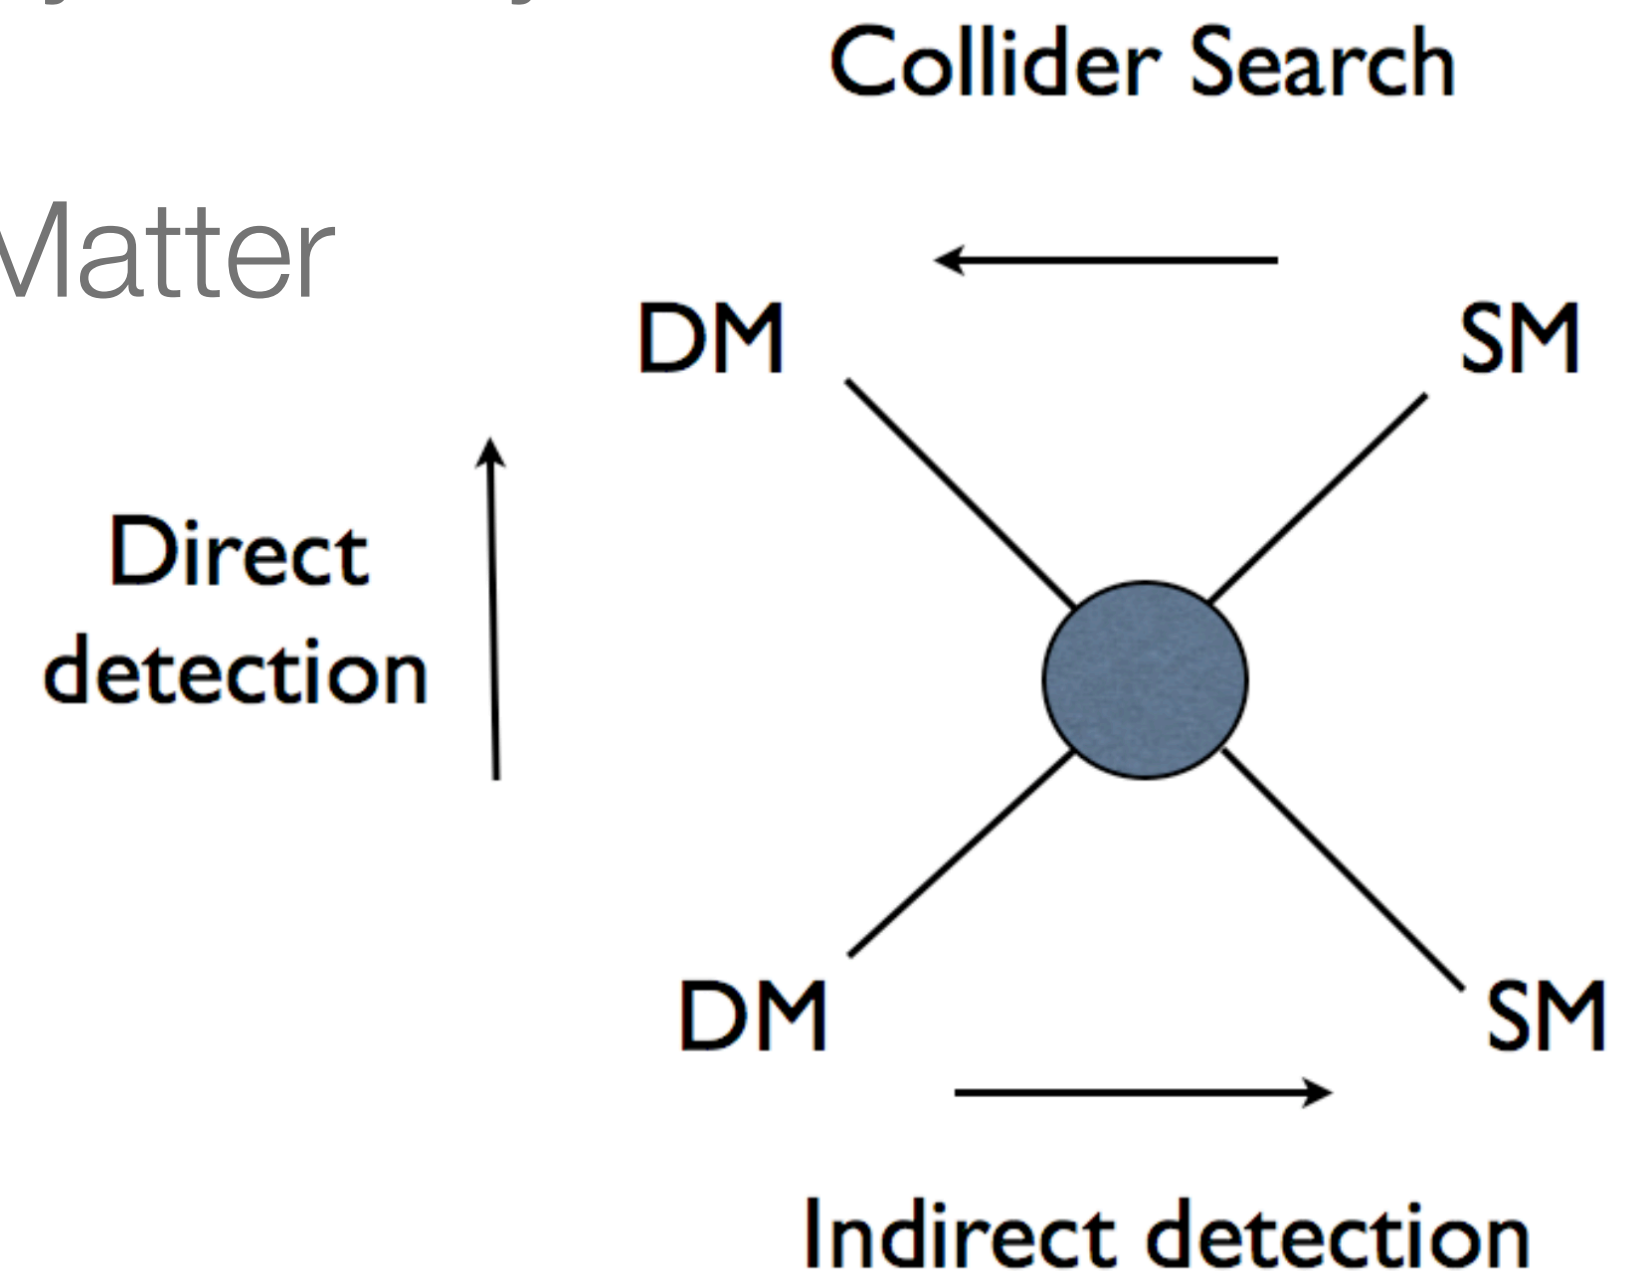 Collider Search
Matter
DM
SM
Direct
detection
DM
SM
Indirect detection